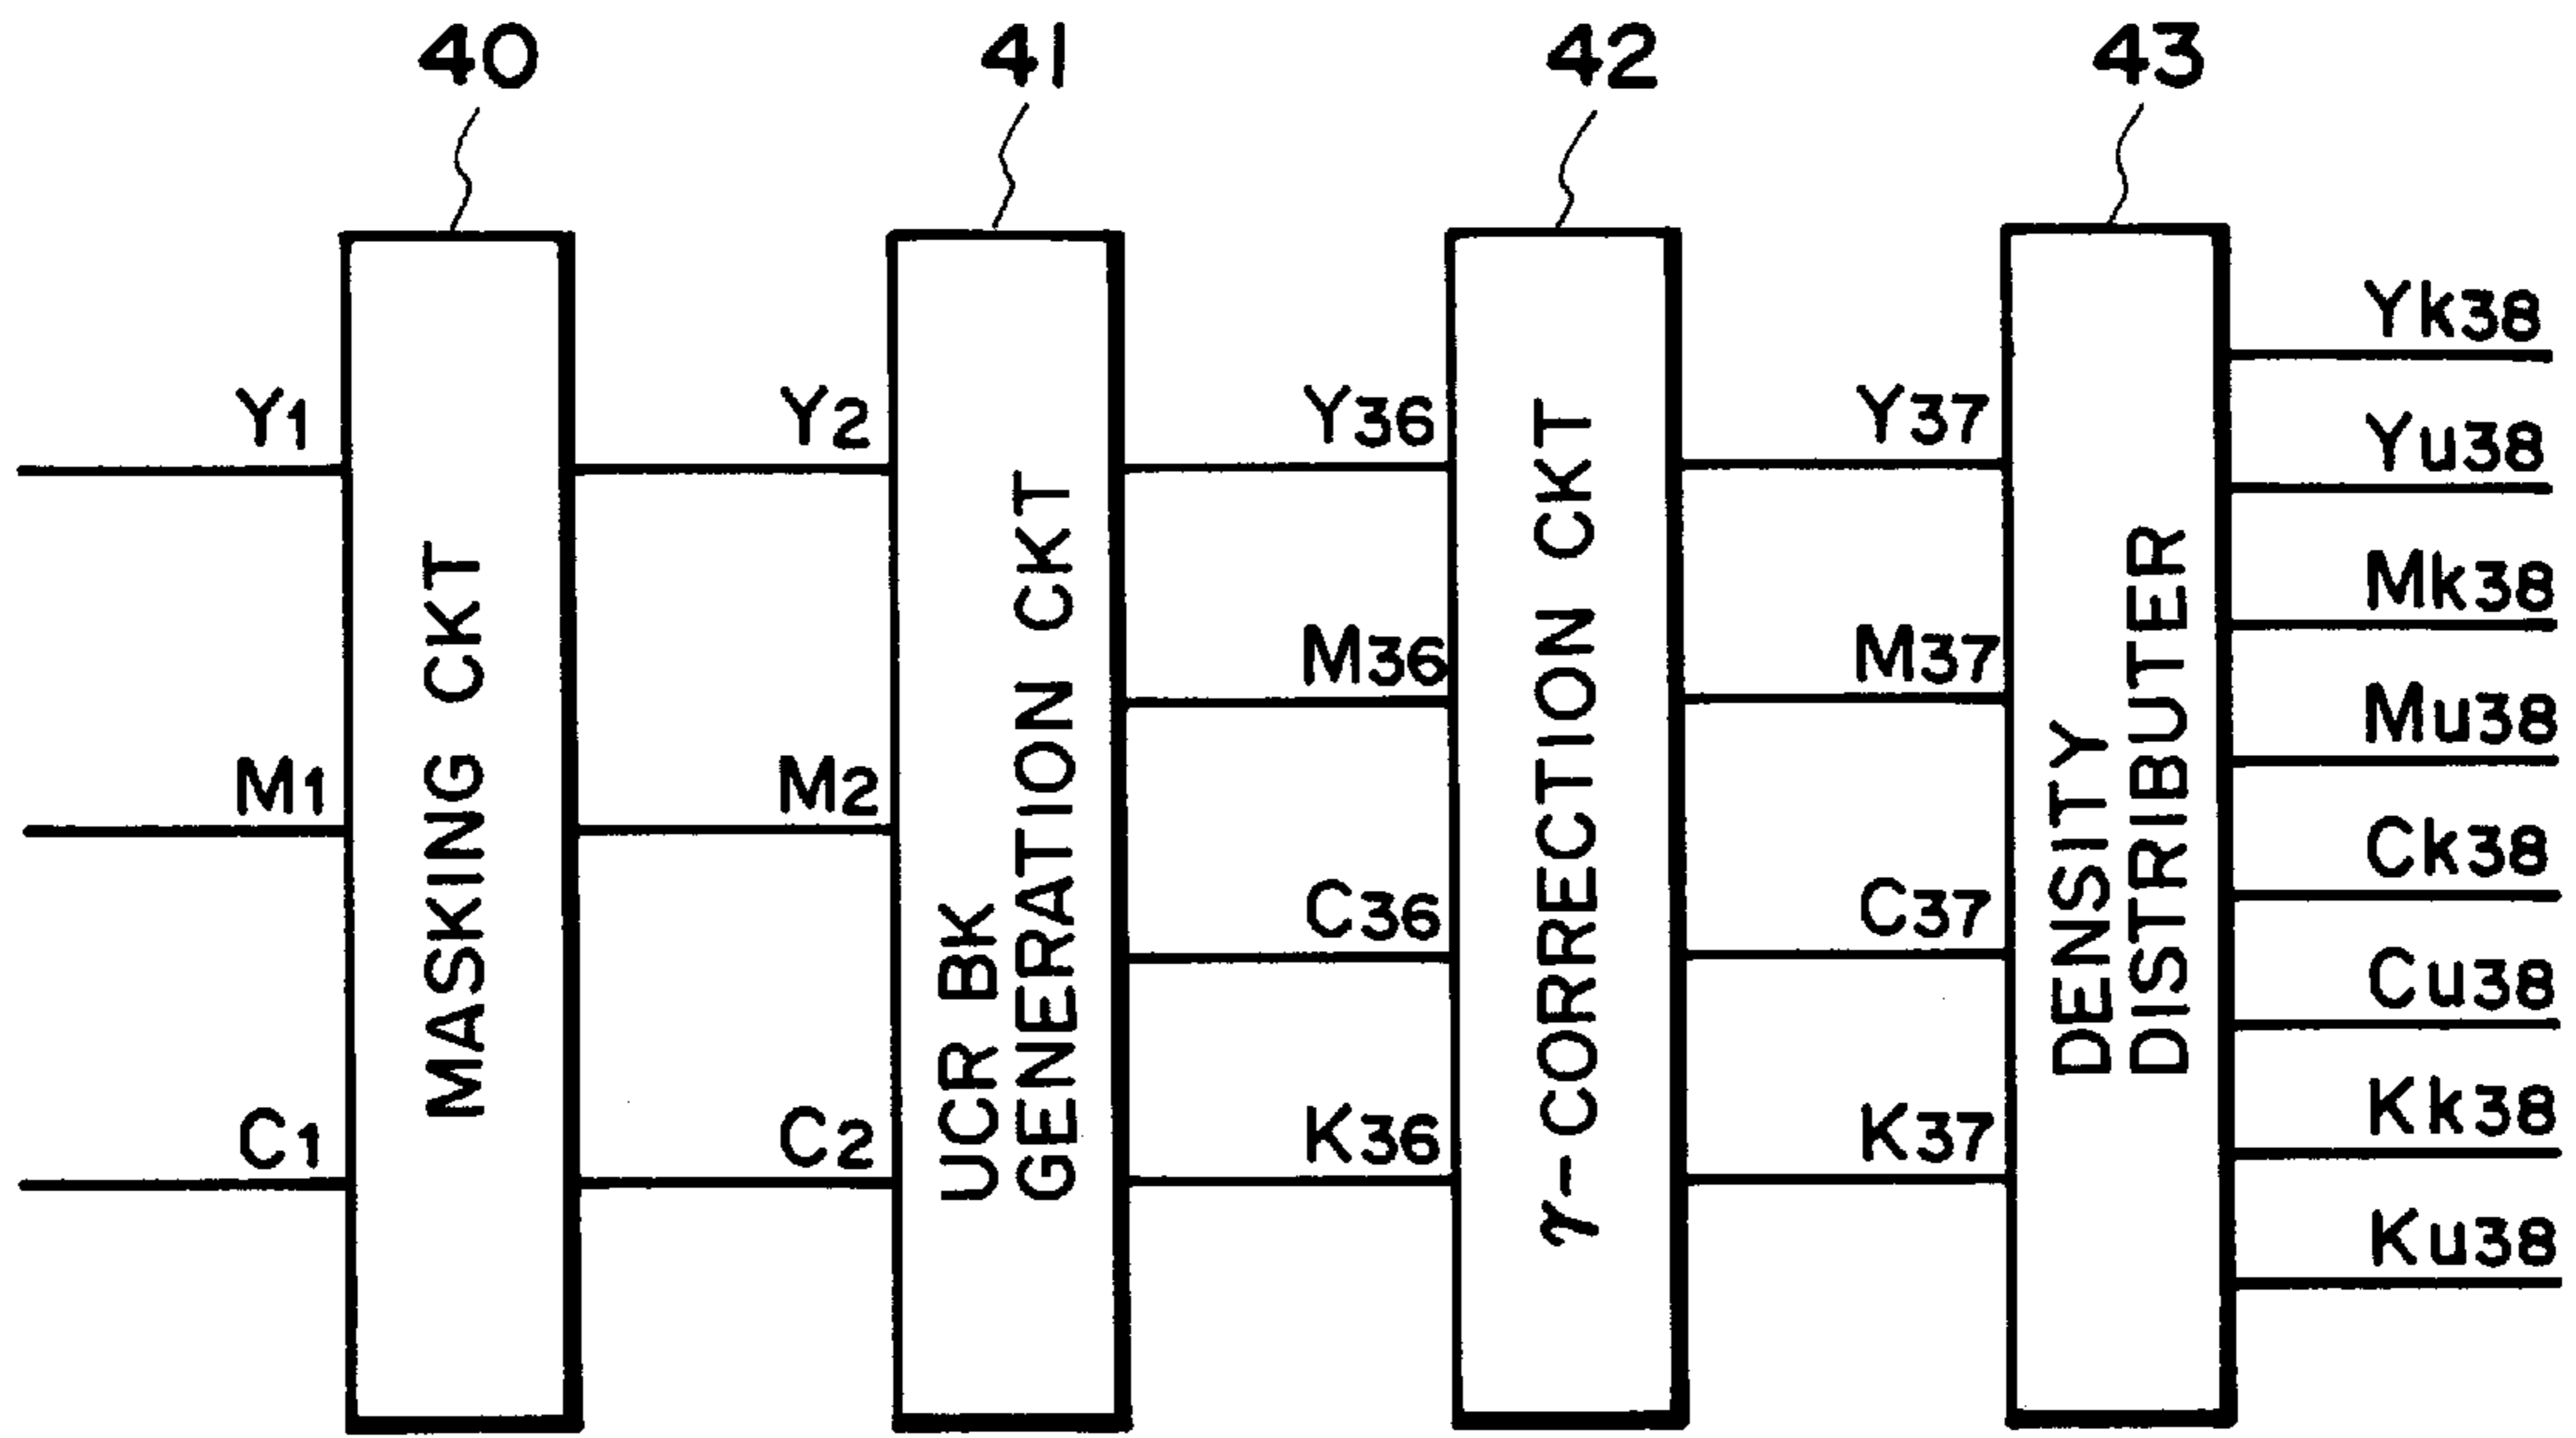 40
41
42
43
Y1
M1
C1
MASKING CKT
Y2
M2
C2
UCR BK
GENERATION CKT
Y36
M36
C36
K36
γ-CORRECTION CKT
Y37
M37
C37
K37
DENSITY
DISTRIBUTER
Yk38
Yu38
Mk38
Mu38
Ck38
Cu38
Kk38
Ku38